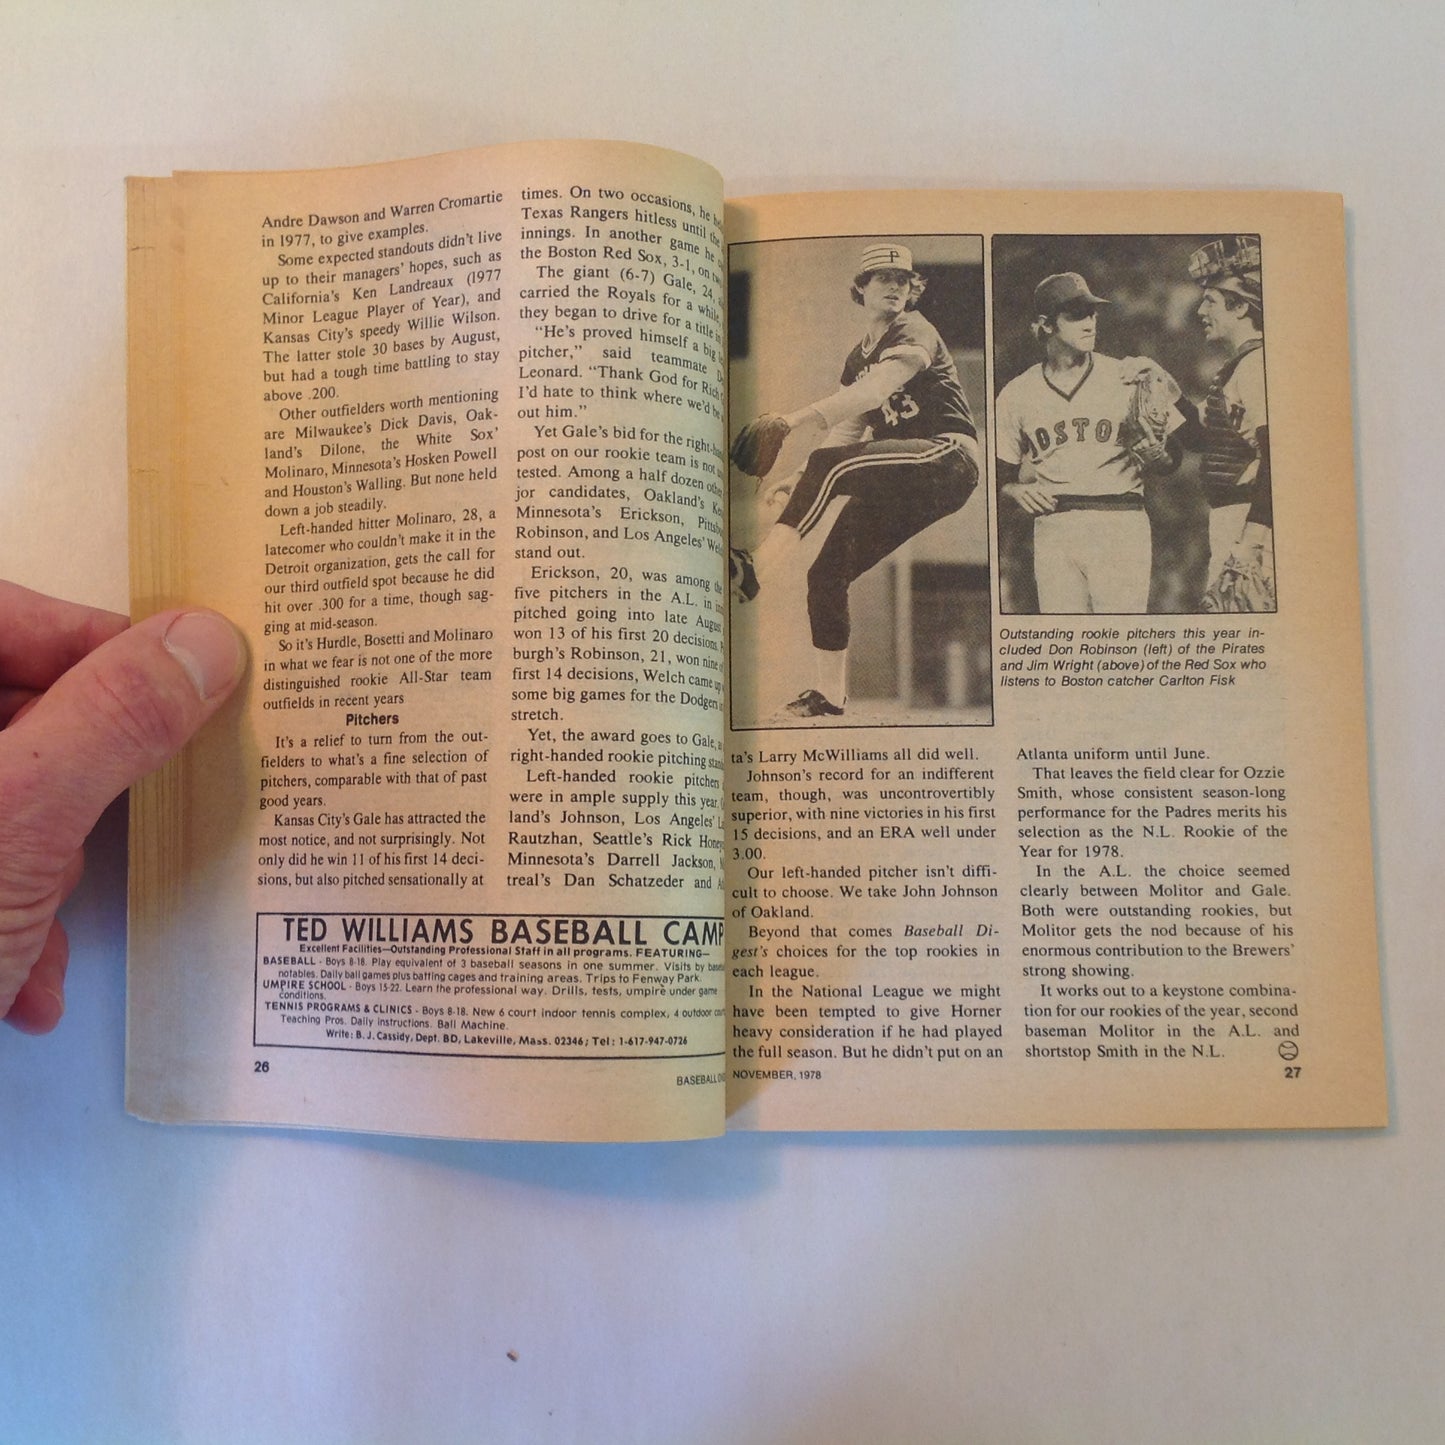 Andre Dawson and Warren Cromartie
in 1977, to give examples.
Some expected standouts didn't live
up to their managers' hopes, such as
California's Ken Landreaux (1977
Minor League Player of Year), and
Kansas City's speedy Willie Wilson.
The latter stole 30 bases by August,
but had a tough time battling to stay
above .200.
Other outfielders worth mentioning
are Milwaukee's Dick Davis, Oak-
land's Dilone, the White Sox'
Molinaro, Minnesota's Hosken Powell
and Houston's Walling. But none held
down a job steadily.
Left-handed hitter Molinaro, 28, a
latecomer who couldn't make it in the
Detroit organization, gets the call for
our third outfield spot because he did
hit over .300 for a time, though sag-
ging at mid-season.
So it's Hurdle, Bosetti and Molinaro
in what we fear is not one of the more
distinguished rookie All-Star team
outfields in recent years
Pitchers
It's a relief to turn from the out-
fielders to what's a fine selection of
pitchers, comparable with that of past
good years.
Kansas City's Gale has attracted the
most notice, and not surprisingly. Not
only did he win 11 of his first 14 deci-
sions, but also pitched sensationally at
times. On two occasions, he
Texas Rangers hitless until the
innings. In another game he
the Boston Red Sox, 3-1, on
The giant (6-7) Gale, 24,
carried the Royals for a while,
they began to drive for a title in
"He's proved himself a big
pitcher," said teammate
Leonard. "Thank God for Rich
I'd hate to think where we'd be
out him."
Yet Gale's bid for the right-
post on our rookie team is not
tested. Among a half dozen other
jor candidates, Oakland's
Minnesota's Erickson,
Robinson, and Los Angeles'
stand out.
Erickson, 20, was among the
five pitchers in the A.L. in
pitched going into late August
won 13 of his first 20 decisions.
burgh's Robinson, 21, won nine of
first 14 decisions, Welch came up
some big games for the Dodgers
stretch.
Yet, the award goes to Gale,
right-handed rookie pitching
Left-handed rookie pitchers
were in ample supply this year.
land's Johnson, Los Angeles'
Rautzhan, Seattle's Rick
Minnesota's Darrell Jackson,
treal's Dan Schatzeder and
TED WILLIAMS BASEBALL CAMP
Excellent Facilities—Outstanding Professional Staff in all programs. FEATURING—
BASEBALL - Boys 8-18. Play equivalent of 3 baseball seasons in one summer. Visits by
notables. Daily ball games plus batting cages and training areas. Trips to Fenway Park.
UMPIRE SCHOOL - Boys 15-22. Learn the professional way. Drills, tests, umpire under game
conditions.
TENNIS PROGRAMS & CLINICS - Boys 8-18. New 6 court indoor tennis complex, 4 outdoor
Teaching Pros. Daily Instructions. Ball Machine.
Write: B. J. Cassidy, Dept. BD, Lakeville, Mass. 02346; Tel: 1-617-947-0726
26
BASEBALL
P
43
BOSTO
Outstanding rookie pitchers this year in-
cluded Don Robinson (left) of the Pirates
and Jim Wright (above) of the Red Sox who
listens to Boston catcher Carlton Fisk
ta's Larry McWilliams all did well.
Johnson's record for an indifferent
team, though, was uncontrovertibly
superior, with nine victories in his first
15 decisions, and an ERA well under
3.00.
Our left-handed pitcher isn't diffi-
cult to choose. We take John Johnson
of Oakland.
Beyond that comes Baseball Di-
gest's choices for the top rookies in
each league.
In the National League we might
have been tempted to give Horner
heavy consideration if he had played
the full season. But he didn't put on an
Atlanta uniform until June.
That leaves the field clear for Ozzie
Smith, whose consistent season-long
performance for the Padres merits his
selection as the N.L. Rookie of the
Year for 1978.
In the A.L. the choice seemed
clearly between Molitor and Gale.
Both were outstanding rookies, but
Molitor gets the nod because of his
enormous contribution to the Brewers'
strong showing.
It works out to a keystone combina-
tion for our rookies of the year, second
baseman Molitor in the A.L. and
shortstop Smith in the N.L.
NOVEMBER, 1978
27